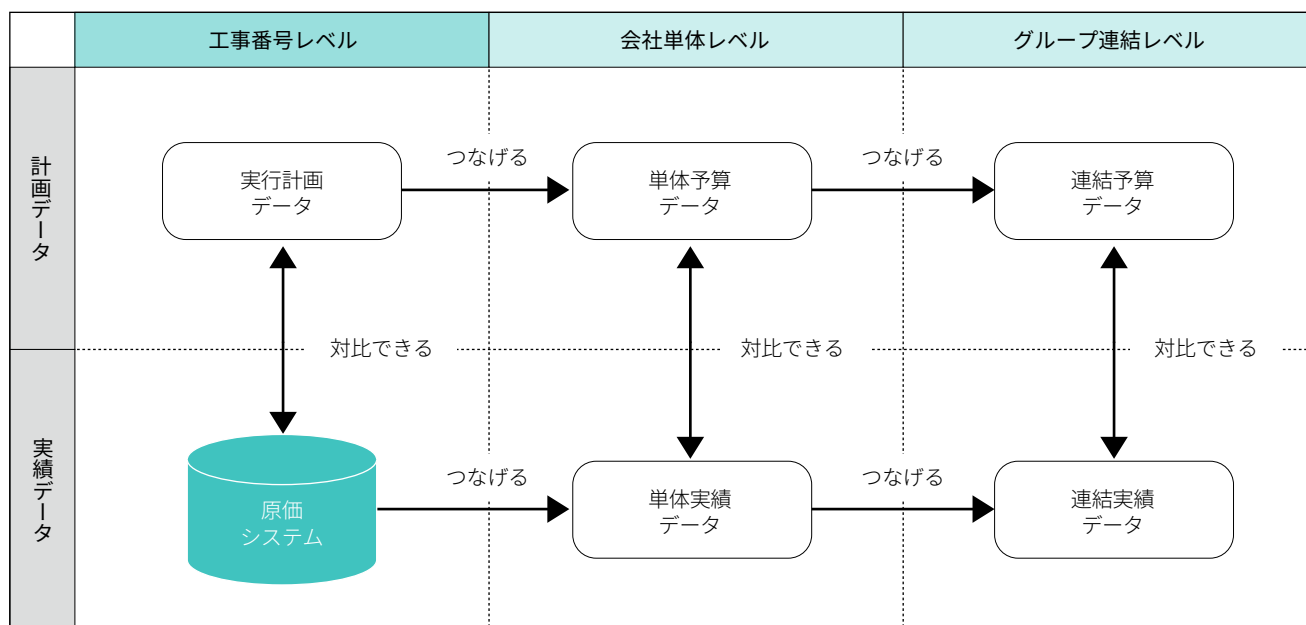 工事番号レベル
会社単体レベル
グループ連結レベル
計画データ
実行計画
データ
つなげる
単体予算
データ
つなげる
連結予算
データ
対比できる
対比できる
対比できる
実績データ
原価
システム
つなげる
単体実績
データ
つなげる
連結実績
データ